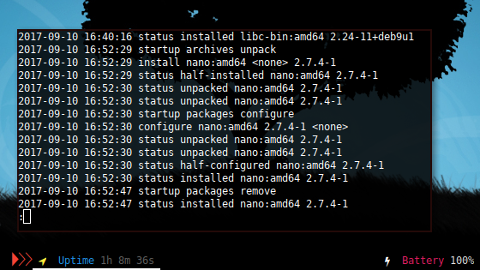 2017-09-10 16:40:16 status installed libc-bin:amd64 2.24-11+deb9u1
2017-09-10 16:52:29 startup archives unpack
2017-09-10 16:52:29 install nano:amd64 <none> 2.7.4-1
2017-09-10 16:52:29 status half-installed nano:amd64 2.7.4-1
2017-09-10 16:52:30 status unpacked nano:amd64 2.7.4-1
2017-09-10 16:52:30 status unpacked nano:amd64 2.7.4-1
2017-09-10 16:52:30 startup packages configure
2017-09-10 16:52:30 configure nano:amd64 2.7.4-1 <none>
2017-09-10 16:52:30 status unpacked nano:amd64 2.7.4-1
2017-09-10 16:52:30 status unpacked nano:amd64 2.7.4-1
2017-09-10 16:52:30 status half-configured nano:amd64 2.7.4-1
2017-09-10 16:52:30 status installed nano:amd64 2.7.4-1
2017-09-10 16:52:47 startup packages remove
2017-09-10 16:52:47 status installed nano:amd64 2.7.4-1
:
Uptime 1h 8m 36s Battery 100%